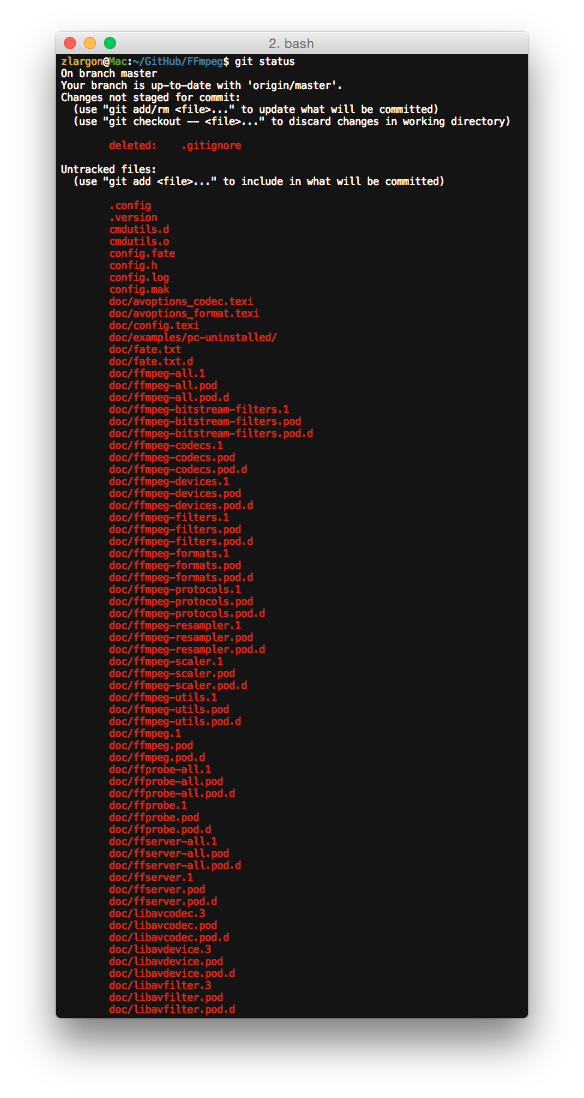 2. bash
zlargon@Mac:~/GitHub/FFmpeg$ git status
On branch master
Your branch is up-to-date with 'origin/master'.
Changes not staged for commit:
  (use "git add/rm <file>..." to update what will be committed)
  (use "git checkout -- <file>..." to discard changes in working directory)
deleted:    .gitignore
Untracked files:
  (use "git add <file>..." to include in what will be committed)
.config
.version
cmdutils.d
cmdutils.o
config.fate
config.h
config.log
config.mak
doc/avoptions_codec.texi
doc/avoptions_format.texi
doc/config.texi
doc/examples/pc-uninstalled/
doc/fate.txt
doc/fate.txt.d
doc/ffmpeg-all.1
doc/ffmpeg-all.pod
doc/ffmpeg-all.pod.d
doc/ffmpeg-bitstream-filters.1
doc/ffmpeg-bitstream-filters.pod
doc/ffmpeg-bitstream-filters.pod.d
doc/ffmpeg-codecs.1
doc/ffmpeg-codecs.pod
doc/ffmpeg-codecs.pod.d
doc/ffmpeg-devices.1
doc/ffmpeg-devices.pod
doc/ffmpeg-devices.pod.d
doc/ffmpeg-filters.1
doc/ffmpeg-filters.pod
doc/ffmpeg-filters.pod.d
doc/ffmpeg-formats.1
doc/ffmpeg-formats.pod
doc/ffmpeg-formats.pod.d
doc/ffmpeg-protocols.1
doc/ffmpeg-protocols.pod
doc/ffmpeg-protocols.pod.d
doc/ffmpeg-resampler.1
doc/ffmpeg-resampler.pod
doc/ffmpeg-resampler.pod.d
doc/ffmpeg-scaler.1
doc/ffmpeg-scaler.pod
doc/ffmpeg-scaler.pod.d
doc/ffmpeg-utils.1
doc/ffmpeg-utils.pod
doc/ffmpeg-utils.pod.d
doc/ffmpeg.1
doc/ffmpeg.pod
doc/ffmpeg.pod.d
doc/ffprobe-all.1
doc/ffprobe-all.pod
doc/ffprobe-all.pod.d
doc/ffprobe.1
doc/ffprobe.pod
doc/ffprobe.pod.d
doc/ffserver-all.1
doc/ffserver-all.pod
doc/ffserver-all.pod.d
doc/ffserver.1
doc/ffserver.pod
doc/ffserver.pod.d
doc/libavcodec.3
doc/libavcodec.pod
doc/libavcodec.pod.d
doc/libavdevice.3
doc/libavdevice.pod
doc/libavdevice.pod.d
doc/libavfilter.3
doc/libavfilter.pod
doc/libavfilter.pod.d